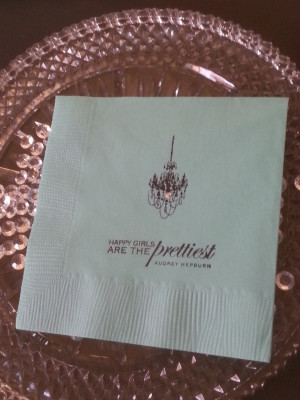 HAPPY GIRLS
ARE THE prettiest
AUDREY HEPBURN